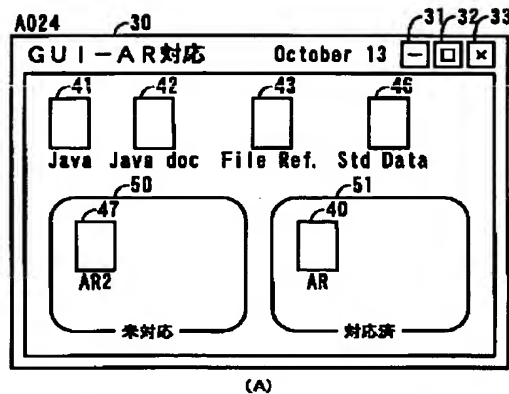 A024 30 31 32 33
GUI-AR対応 October 13
41 42 43 46
Java Java doc File Ref. Std Data
50 51
47 40
AR2 AR
未対応 対応済
(A)